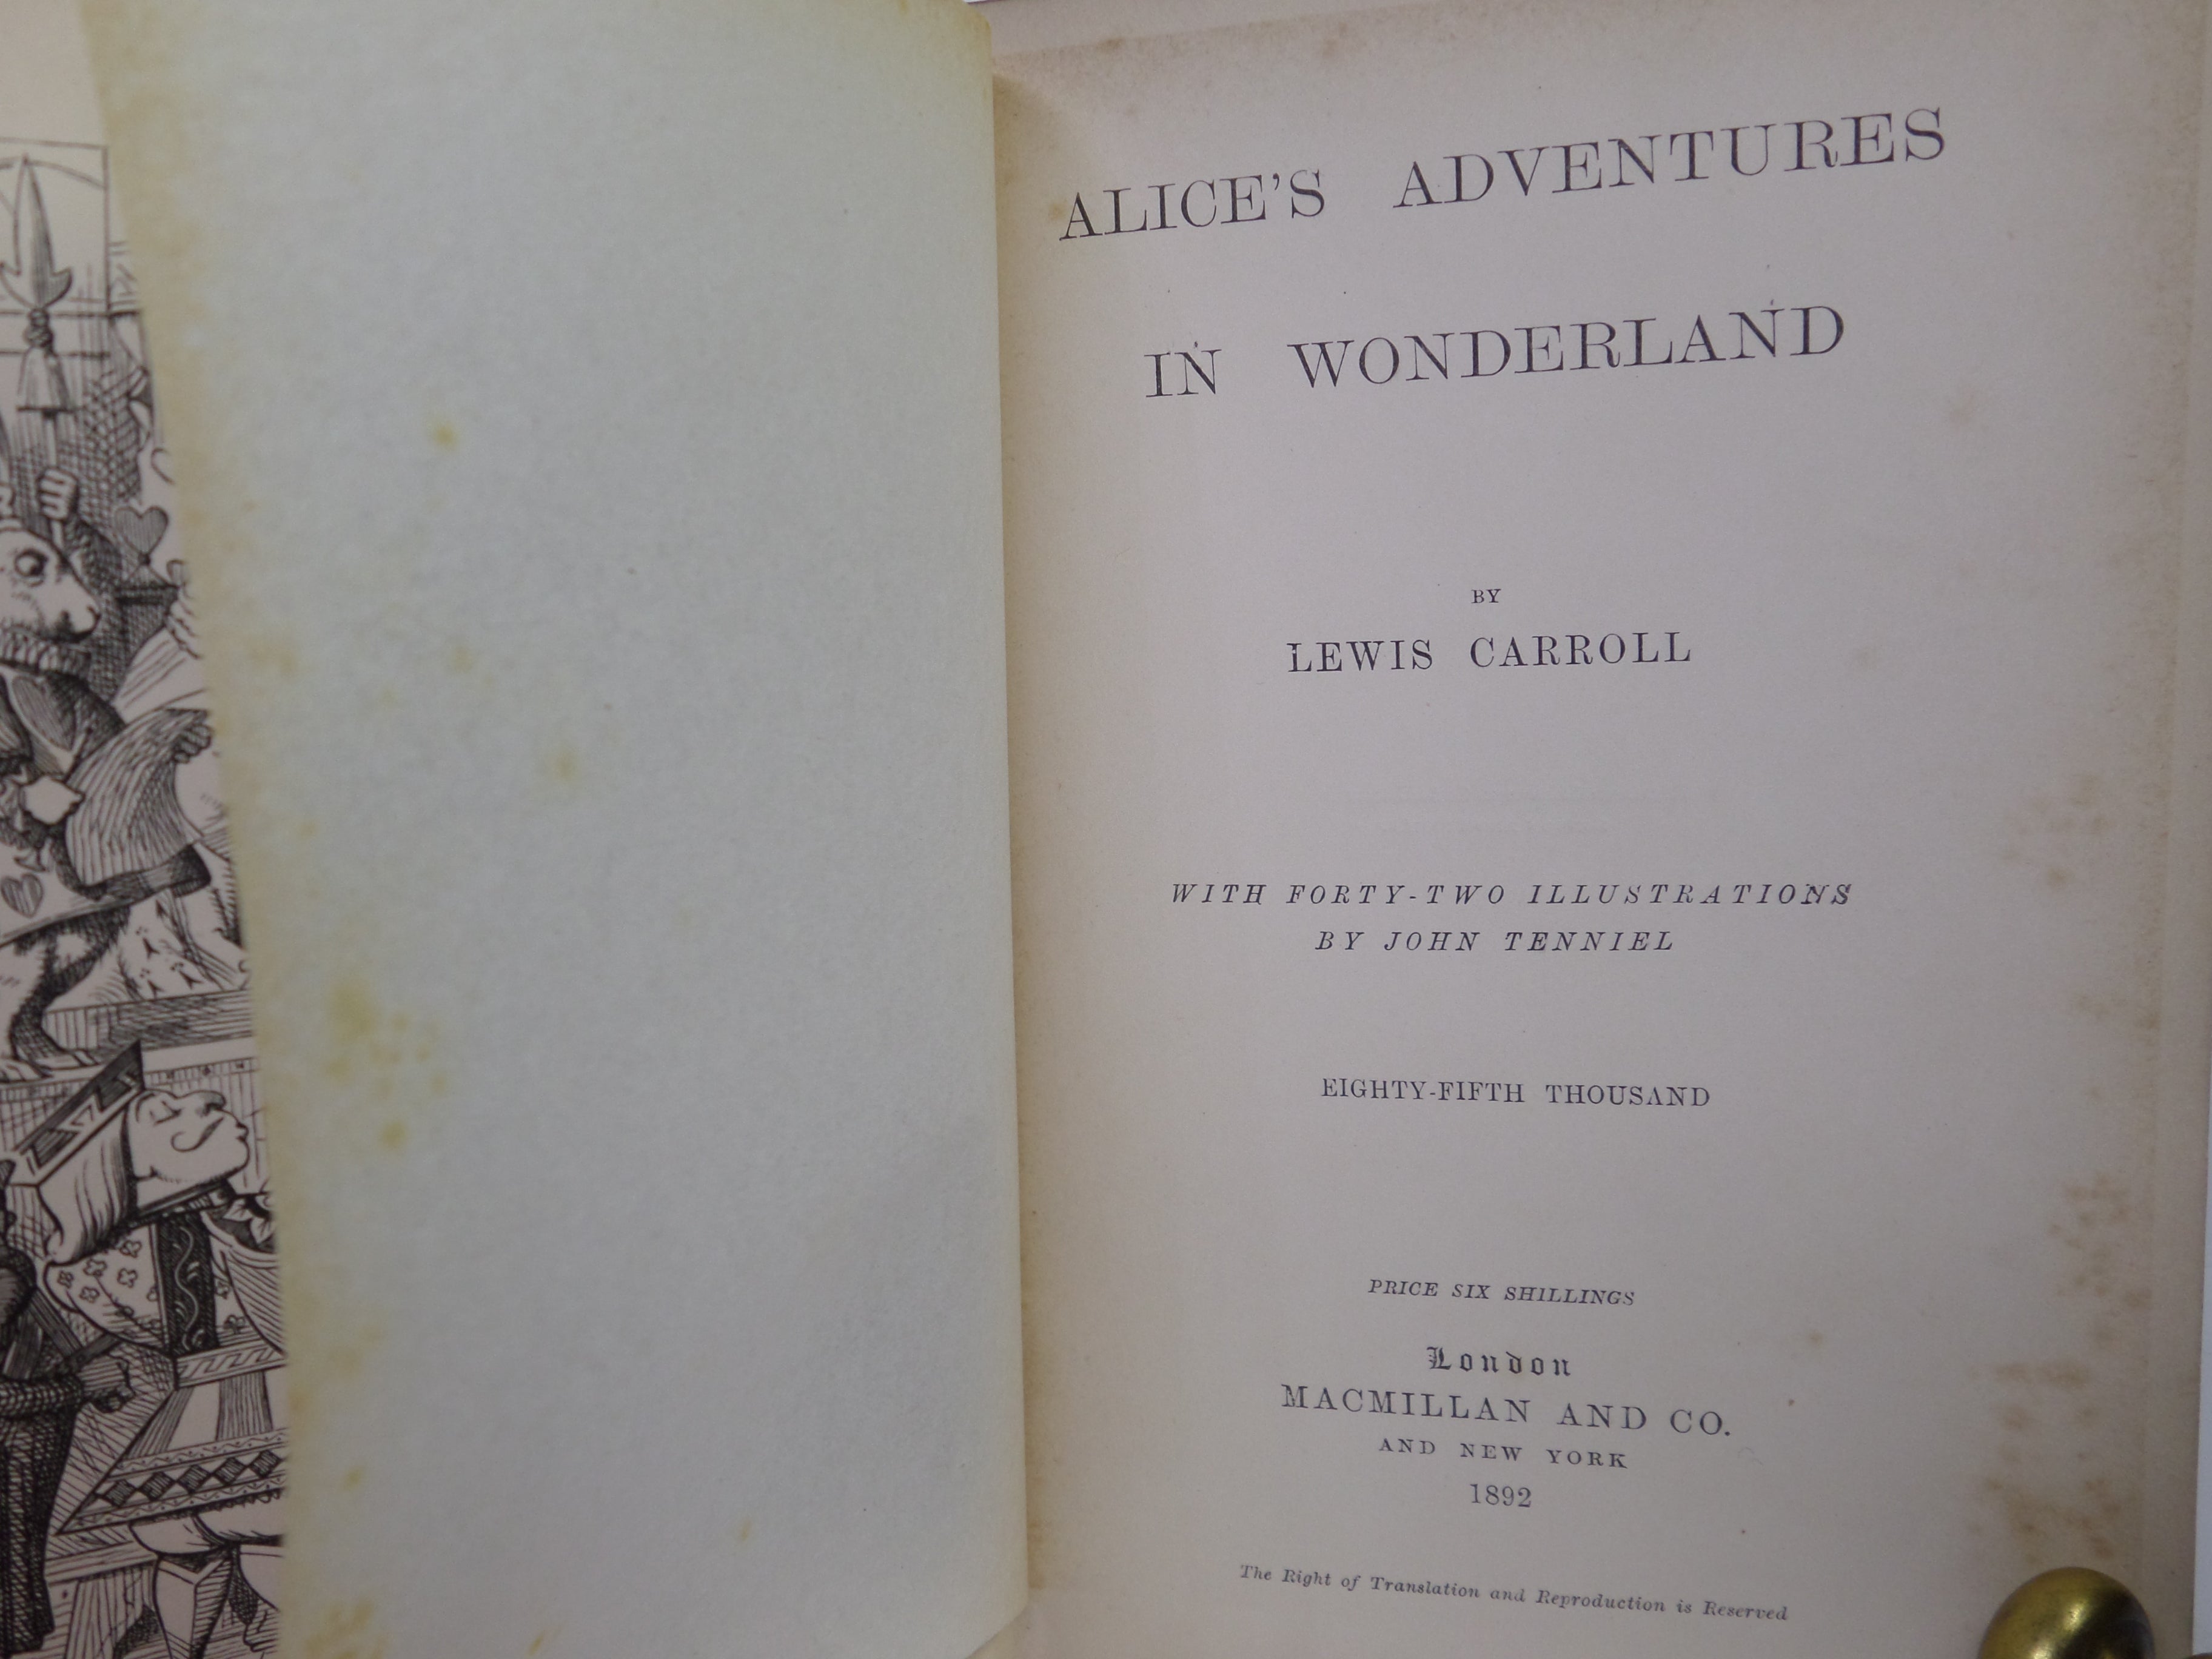 ALICE'S ADVENTURES
IN WONDERLAND
BY
LEWIS CARROLL
WITH FORTY-TWO ILLUSTRATIONS
BY JOHN TENNIEL
EIGHTY-FIFTH THOUSAND
PRICE SIX SHILLINGS
London
MACMILLAN AND CO.
AND NEW YORK
1892
The Right of Translation and Reproduction is Reserved